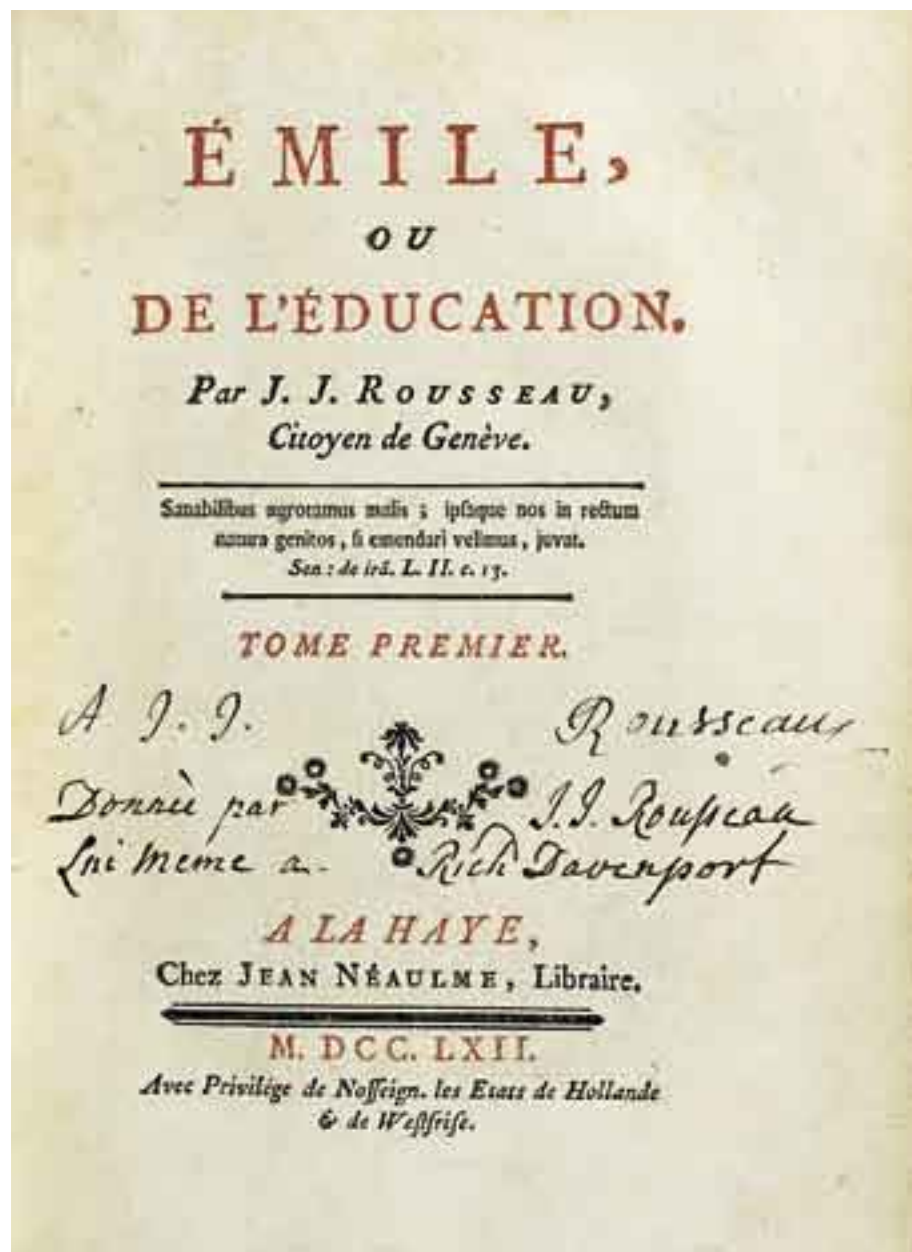 ÉMILE,
OU
DE L'ÉDUCATION.
Par J. J. ROUSSEAU,
Citoyen de Genève.
Sanabilibus ægrotamus malis ; ipſaque nos in rectum
natura genitos, ſi emendari velimus, juvat.
Sen : de irâ. L. II. c. 13.
TOME PREMIER.
A J. J. Rousseau
Donnèe par J. J. Rouſseau
Lui Meme a Rich Davenport
A LA HAYE,
Chez JEAN NÉAULME, Libraire.
M. DCC. LXII.
Avec Privilége de Noſſeign. les Etats de Hollande
& de Weſtfriſe.